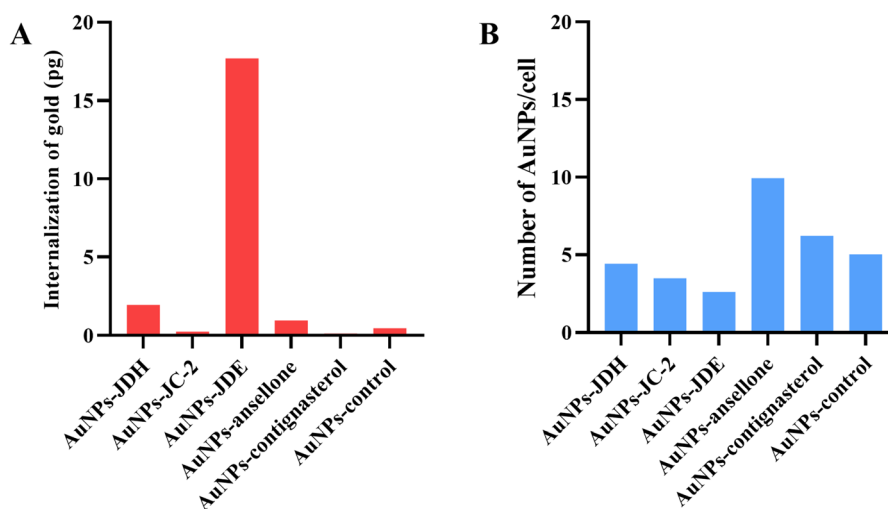 A
Internalization of gold (pg)
20
15
10
5
0
AuNPs-JDH
AuNPs-JC-2
AuNPs-JDE
AuNPs-ansellone
AuNPs-contignasterol
AuNPs-control
B
Number of AuNPs/cell
20
15
10
5
0
AuNPs-JDH
AuNPs-JC-2
AuNPs-JDE
AuNPs-ansellone
AuNPs-contignasterol
AuNPs-control